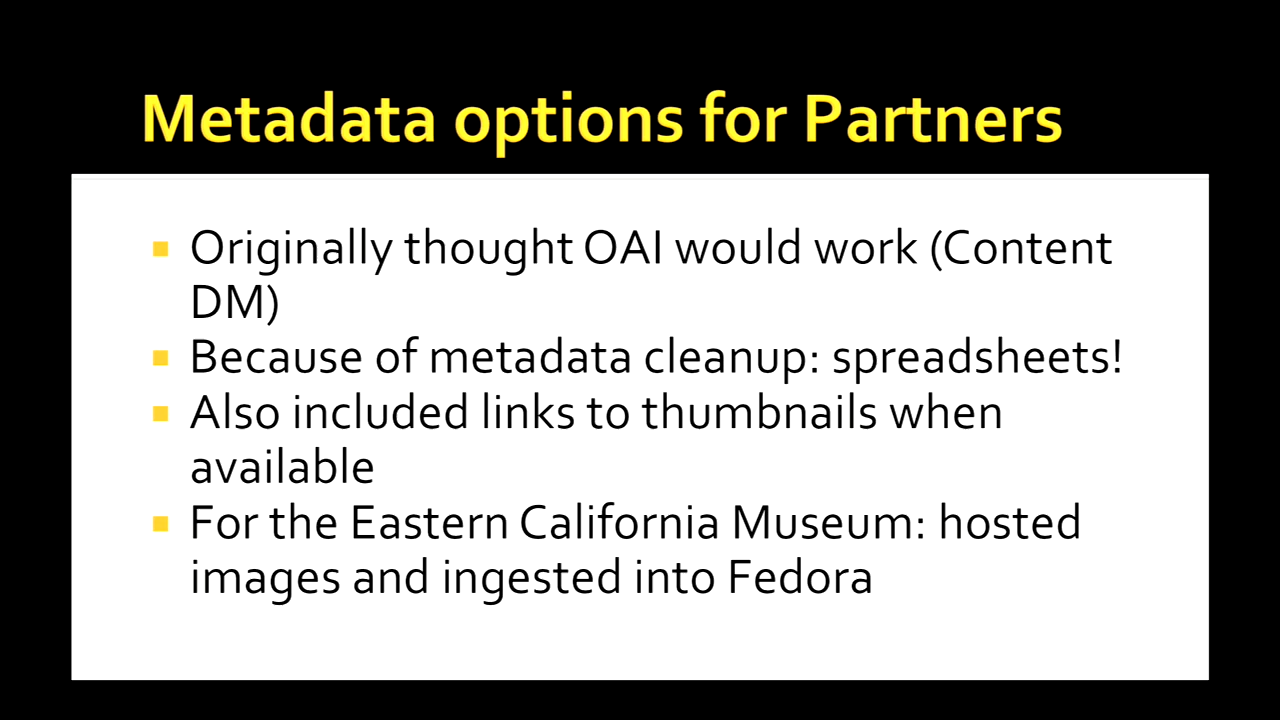 Metadata options for Partners
Originally thought OAI would work (Content
DM)
Because of metadata cleanup: spreadsheets!
Also included links to thumbnails when
available
For the Eastern California Museum: hosted
images and ingested into Fedora